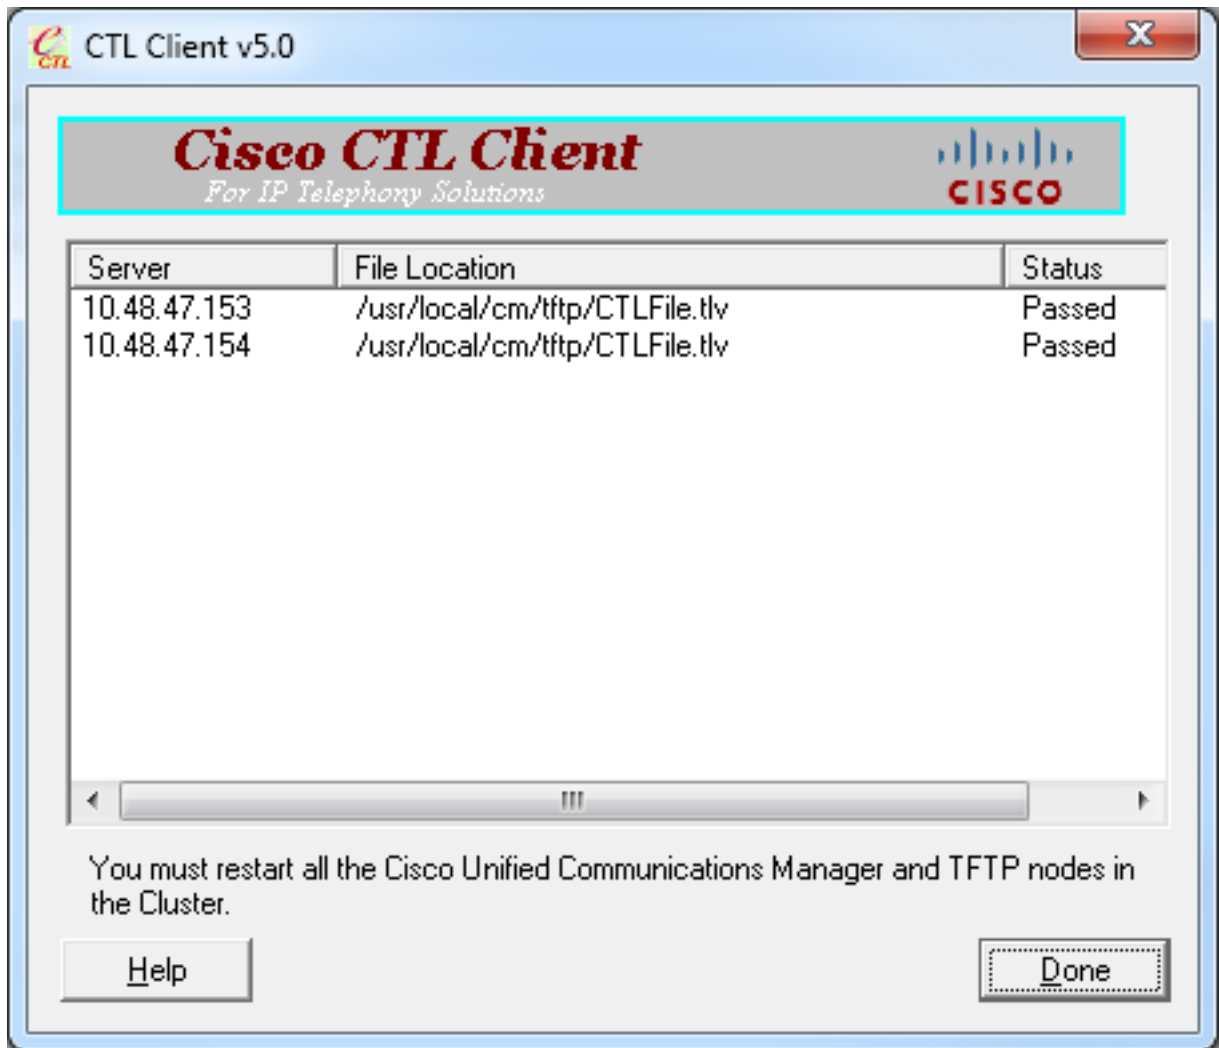 CTL Client v5.0
Cisco CTL Client
For IP Telephony Solutions
CISCO
Server File Location Status
10.48.47.153 /usr/local/cm/tftp/CTLFile.tlv Passed
10.48.47.154 /usr/local/cm/tftp/CTLFile.tlv Passed
You must restart all the Cisco Unified Communications Manager and TFTP nodes in
the Cluster.
Help Done